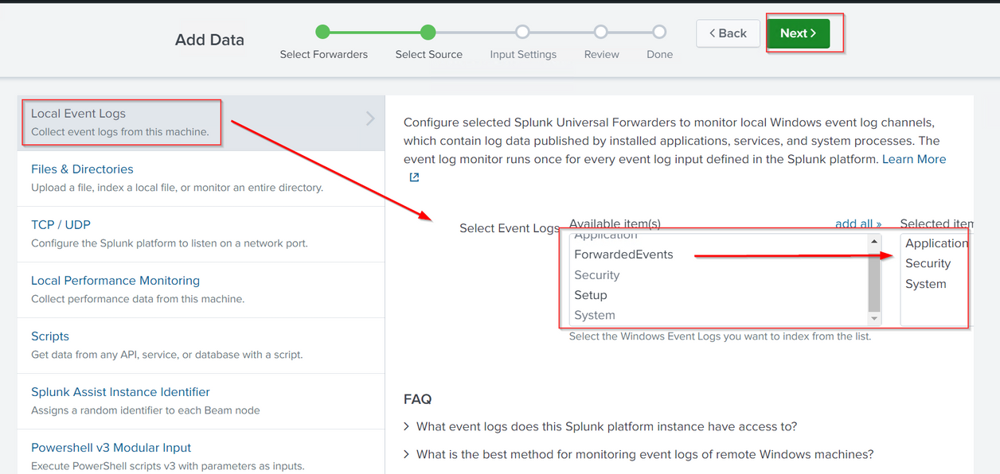 Add Data
Select Forwarders
Select Source
Input Settings
Review
Done
< Back
Next >
Local Event Logs
Collect event logs from this machine.
Files & Directories
Upload a file, index a local file, or monitor an entire directory.
TCP / UDP
Configure the Splunk platform to listen on a network port.
Local Performance Monitoring
Collect performance data from this machine.
Scripts
Get data from any API, service, or database with a script.
Splunk Assist Instance Identifier
Assigns a random identifier to each Beam node
Powershell v3 Modular Input
Execute PowerShell scripts v3 with parameters as inputs.
Configure selected Splunk Universal Forwarders to monitor local Windows event log channels,
which contain log data published by installed applications, services, and system processes. The
event log monitor runs once for every event log input defined in the Splunk platform. Learn More
Select Event Logs
Available item(s)
add all »
Selected item
Application
ForwardedEvents
Security
Setup
System
Application
Security
System
Select the Windows Event Logs you want to index from the list.
FAQ
> What event logs does this Splunk platform instance have access to?
> What is the best method for monitoring event logs of remote Windows machines?